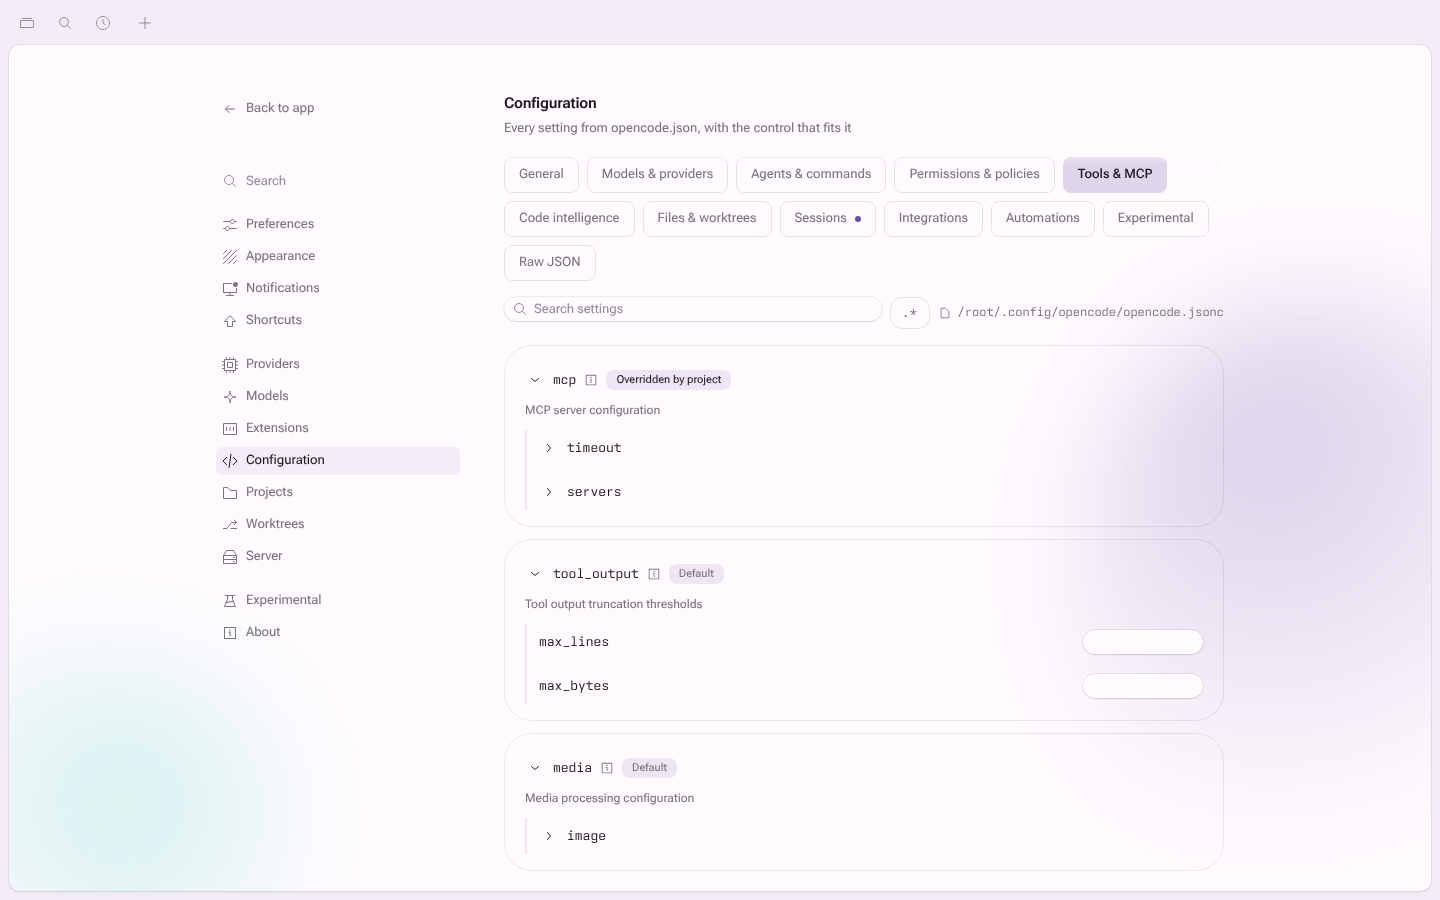 Back to app
Search
Preferences
Appearance
Notifications
Shortcuts
Providers
Models
Extensions
Configuration
Projects
Worktrees
Server
Experimental
About
Configuration
Every setting from opencode.json, with the control that fits it
General Models & providers Agents & commands Permissions & policies Tools & MCP
Code intelligence Files & worktrees Sessions Integrations Automations Experimental
Raw JSON
Search settings .* /root/.config/opencode/opencode.jsonc
mcp Overridden by project
MCP server configuration
timeout
servers
tool_output Default
Tool output truncation thresholds
max_lines
max_bytes
media Default
Media processing configuration
image